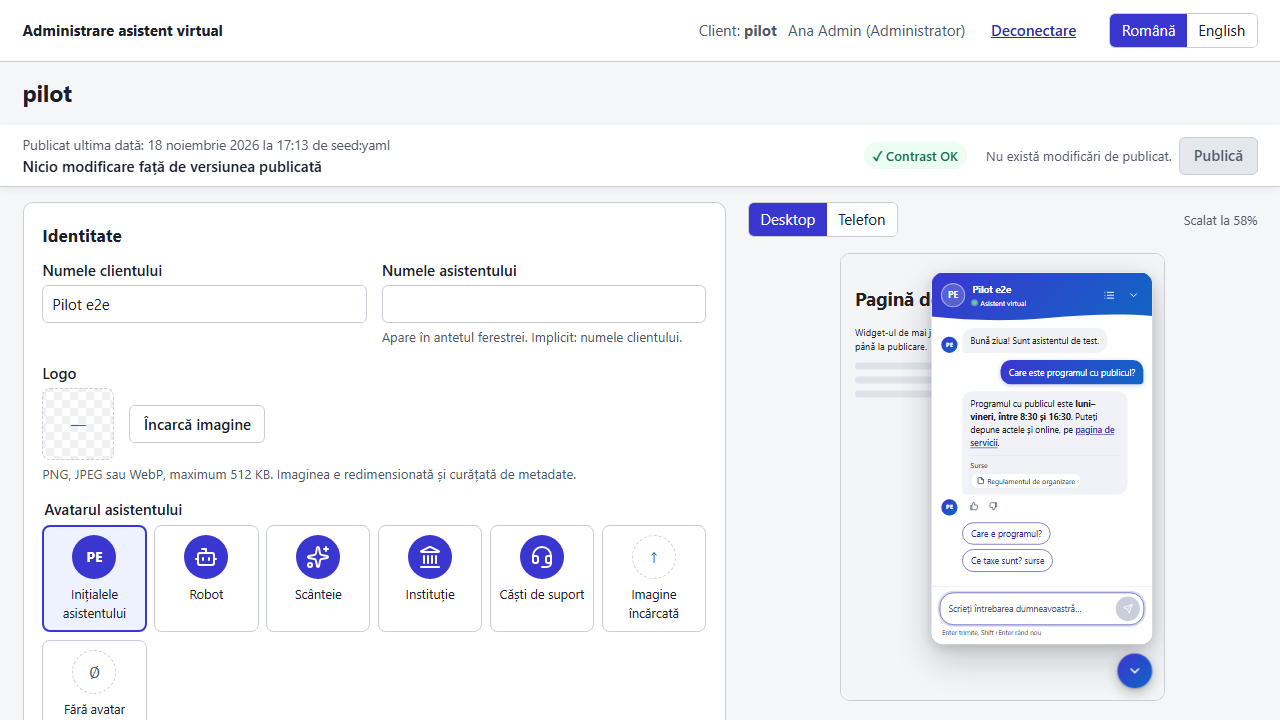 Administrare asistent virtual
Client: pilot Ana Admin (Administrator) Deconectare Română English
pilot
Publicat ultima dată: 18 noiembrie 2026 la 17:13 de seed:yaml
Nicio modificare față de versiunea publicată
✓ Contrast OK Nu există modificări de publicat. Publică
Identitate
Numele clientului
Pilot e2e
Numele asistentului
Apare în antetul ferestrei. Implicit: numele clientului.
Logo
—
Încarcă imagine
PNG, JPEG sau WebP, maximum 512 KB. Imaginea e redimensionată și curățată de metadate.
Avatarul asistentului
PE
Inițialele
asistentului
Robot
Scânteie
Instituție
Căști de suport
↑
Imagine
încărcată
Ø
Fără avatar
Desktop Telefon
Scalat la 58%
Pagină d
Widget-ul de mai j
până la publicare.
PE
Pilot e2e
Asistent virtual
PE
Bună ziua! Sunt asistentul de test.
Care este programul cu publicul?
Programul cu publicul este luni–
vineri, între 8:30 și 16:30. Puteți
depune actele și online, pe pagina de
servicii.
Surse
Regulamentul de organizare
PE
Care e programul?
Ce taxe sunt? surse
Scrieți întrebarea dumneavoastră...
Enter trimite, Shift+Enter rând nou